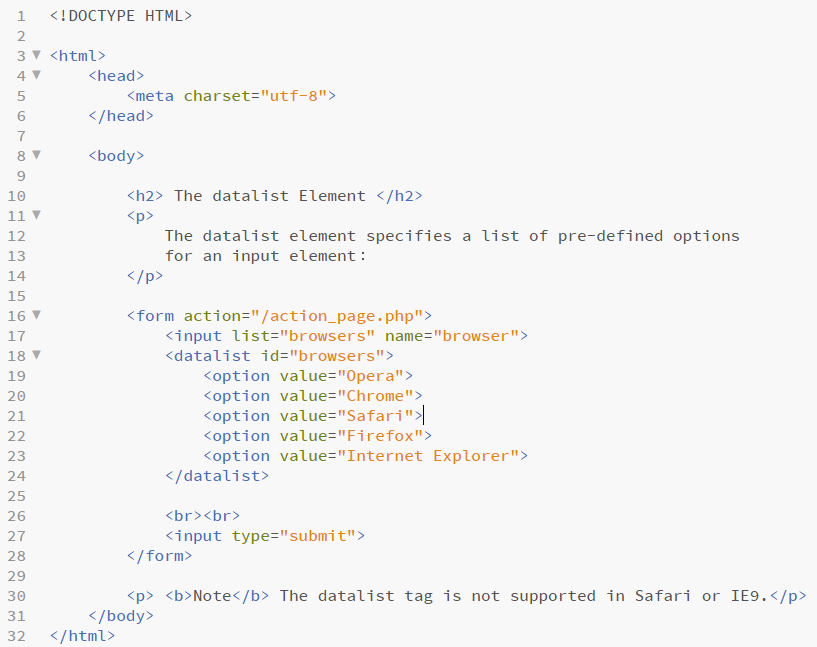 1 <!DOCTYPE HTML>
2
3 <html>
4 <head>
5 <meta charset="utf-8">
6 </head>
7
8 <body>
9
10 <h2> The datalist Element </h2>
11 <p>
12 The datalist element specifies a list of pre-defined options
13 for an input element:
14 </p>
15
16 <form action="/action_page.php">
17 <input list="browsers" name="browser">
18 <datalist id="browsers">
19 <option value="Opera">
20 <option value="Chrome">
21 <option value="Safari">
22 <option value="Firefox">
23 <option value="Internet Explorer">
24 </datalist>
25
26 <br><br>
27 <input type="submit">
28 </form>
29
30 <p> <b>Note</b> The datalist tag is not supported in Safari or IE9.</p>
31 </body>
32 </html>